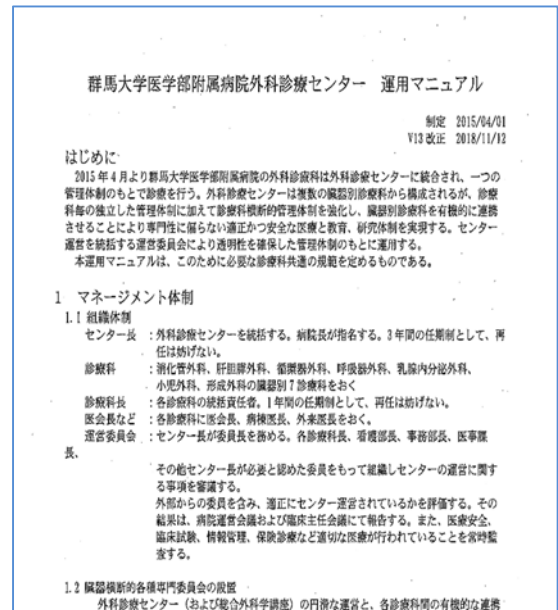 群馬大学医学部附属病院外科診療センター　運用マニュアル
制定 2015/04/01
V13 改正 2018/11/12
はじめに
2015年4月より群馬大学医学部附属病院の外科診療科は外科診療センターに統合され、一つの
管理体制のもとで診療を行う。外科診療センターは複数の臓器別診療科から構成されるが、診療
科毎の独立した管理体制に加えて診療科横断的管理体制を強化し、臓器別診療科を有機的に連携
させることにより専門性に偏らない適正かつ安全な医療と教育、研究体制を実現する。センター
運営を統括する運営委員会により透明性を確保した管理体制のもとに運用する。
本運用マニュアルは、このために必要な診療科共通の規範を定めるものである。
1　マネージメント体制
1.1 組織体制
センター長　：外科診療センターを統括する。病院長が指名する。3年間の任期制として、再
任は妨げない。
診療科　：消化管外科、肝胆膵外科、循環器外科、呼吸器外科、乳腺内分泌外科、
小児外科、形成外科の臓器別7診療科をおく
診療科長　：各診療科の統括責任者。1年間の任期制として、再任は妨げない。
医会長など　：各診療科に医会長、病棟医長、外来医長をおく。
運営委員会　：センター長が委員長を務める。各診療科長、看護部長、事務部長、医事課
長、
その他センター長が必要と認めた委員をもって組織しセンターの運営に関す
る事項を審議する。
外部からの委員を含み、適正にセンター運営されているかを評価する。その
結果は、病院運営会議および臨床主任会議にて報告する。また、医療安全、
臨床試験、情報管理、保険診療など適切な医療が行われていることを常時監
査する。
1.2 臓器横断的各種専門委員会の設置
外科診療センター（および総合外科学講座）の円滑な運営と、各診療科間の有機的な連携